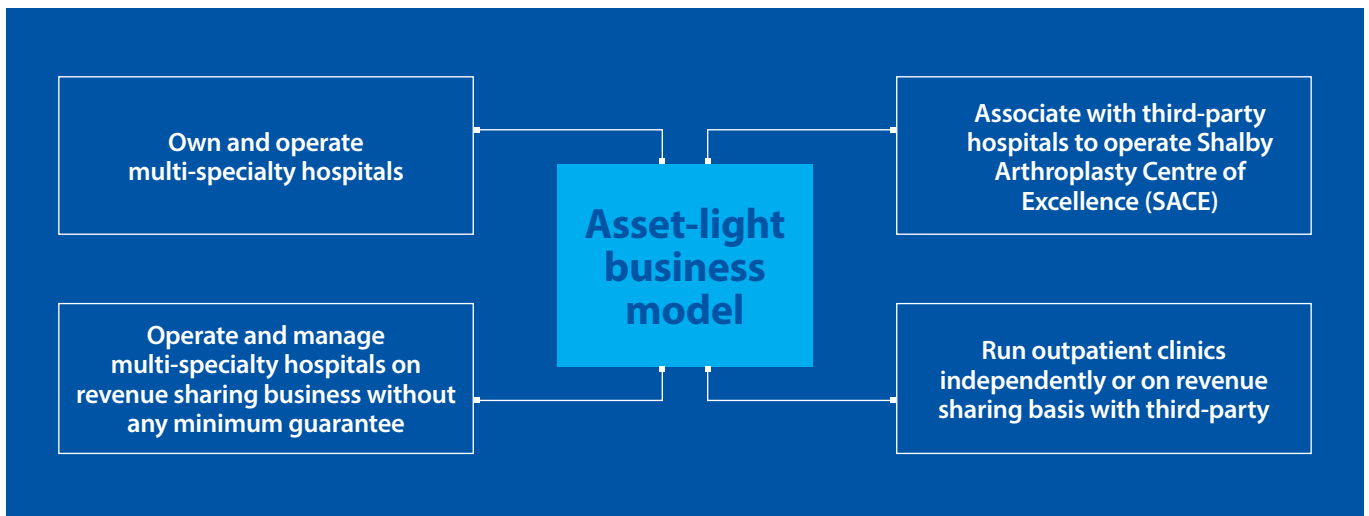 Own and operate
multi-specialty hospitals
Associate with third-party
hospitals to operate Shalby
Arthroplasty Centre of
Excellence (SACE)
Asset-light
business
model
Operate and manage
multi-specialty hospitals on
revenue sharing business without
any minimum guarantee
Run outpatient clinics
independently or on revenue
sharing basis with third-party